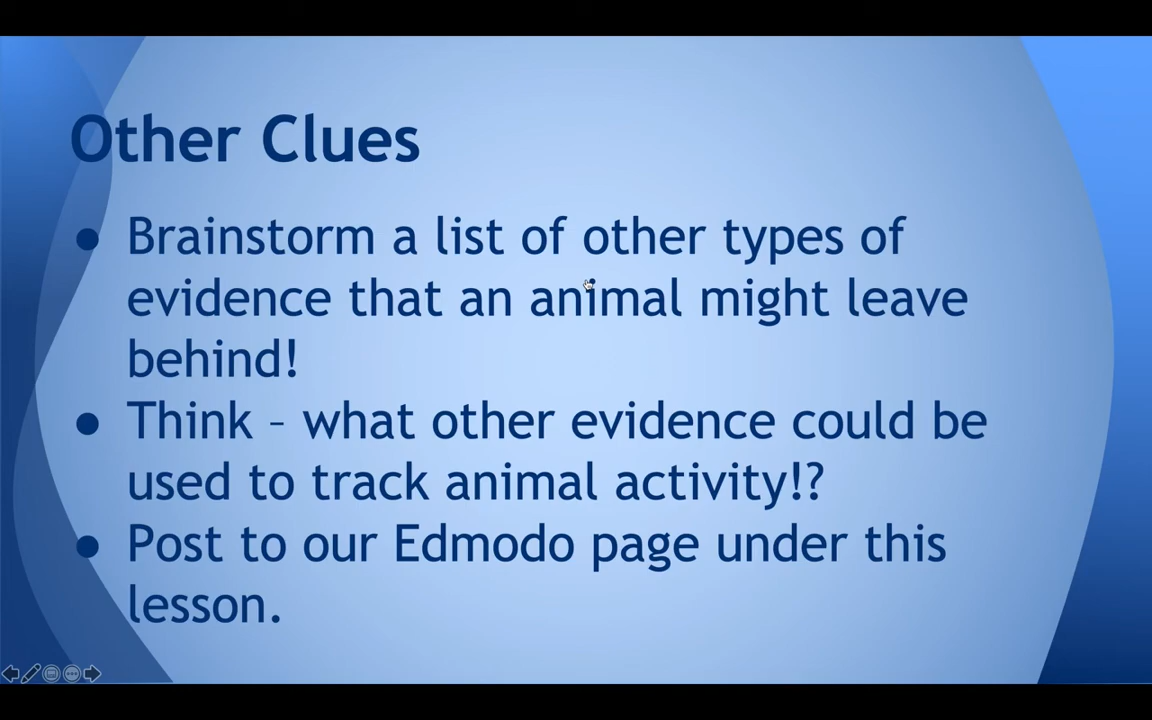 Other Clues
● Brainstorm a list of other types of
evidence that an animal might leave
behind!
● Think – what other evidence could be
used to track animal activity!?
● Post to our Edmodo page under this
lesson.